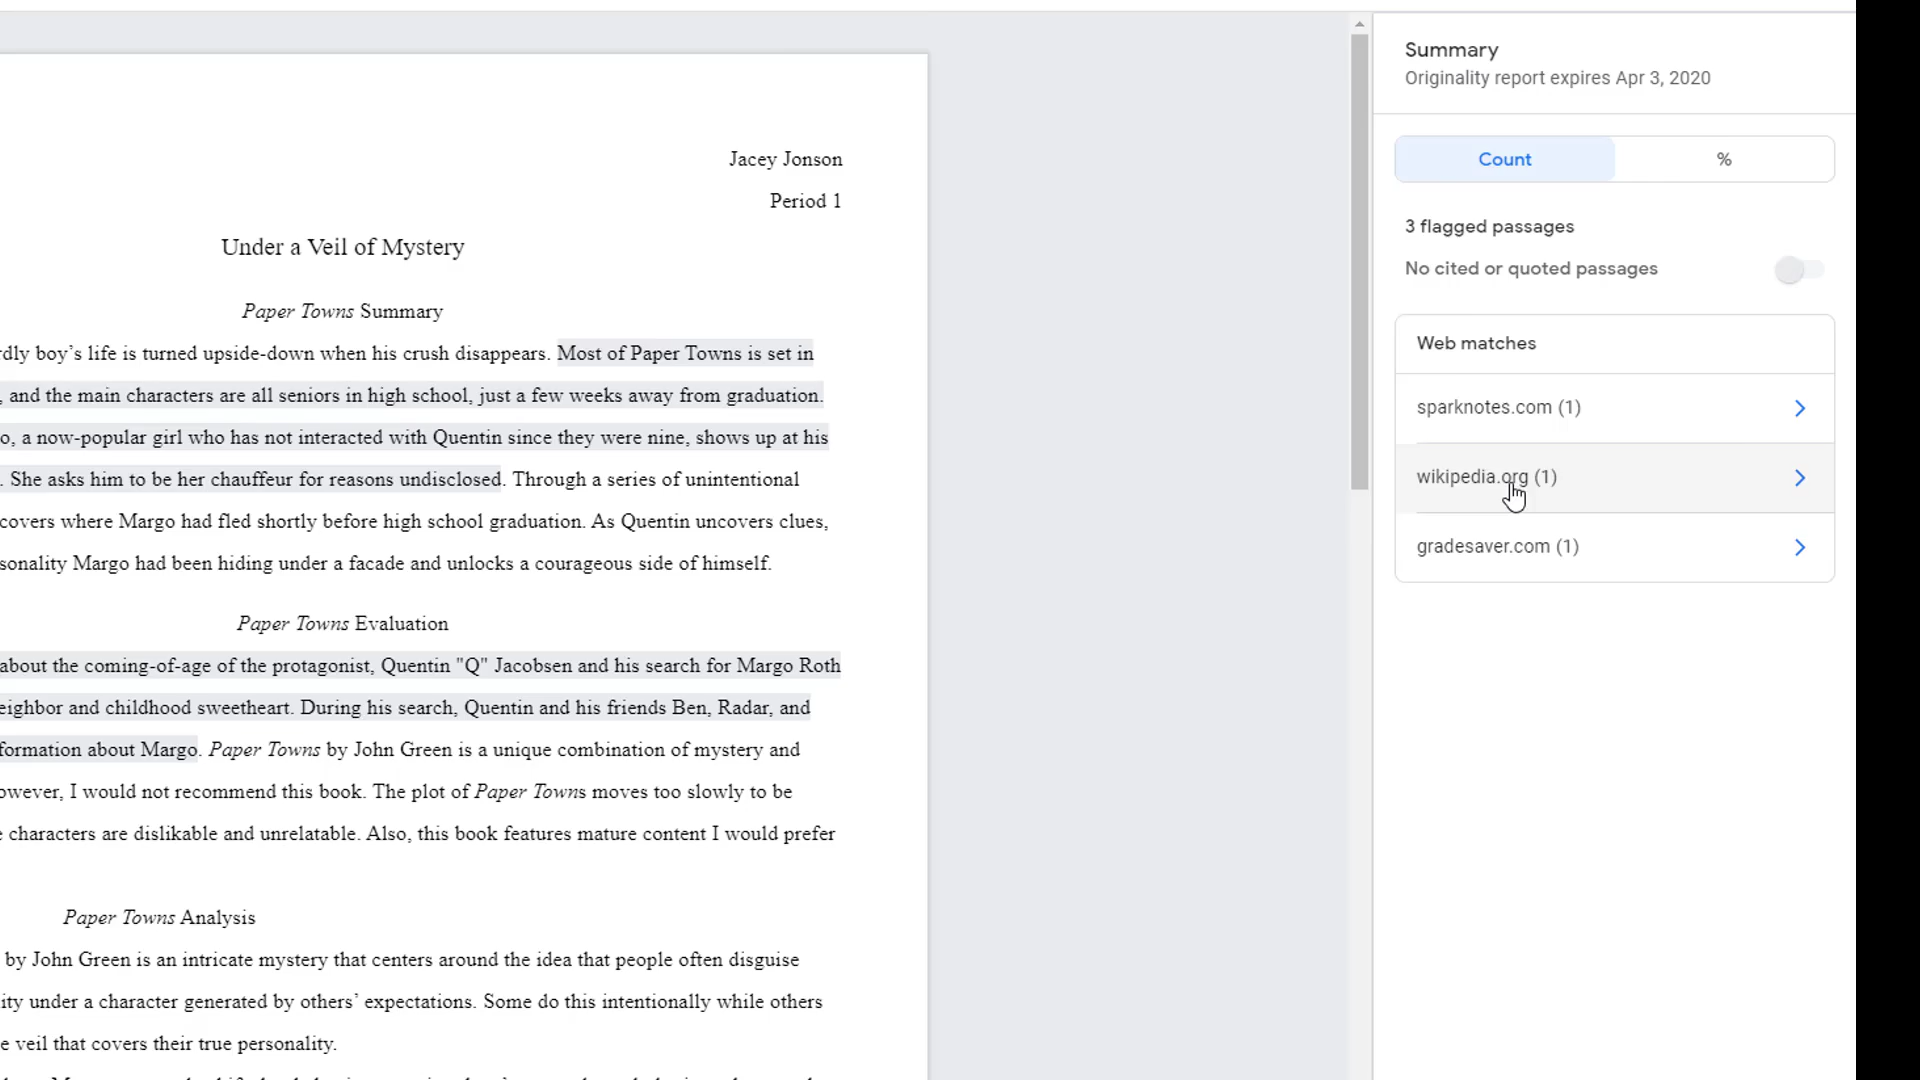 Jacey Jonson
Period 1
Under a Veil of Mystery
Paper Towns Summary
rdly boy’s life is turned upside-down when his crush disappears. Most of Paper Towns is set in
, and the main characters are all seniors in high school, just a few weeks away from graduation.
o, a now-popular girl who has not interacted with Quentin since they were nine, shows up at his
. She asks him to be her chauffeur for reasons undisclosed. Through a series of unintentional
covers where Margo had fled shortly before high school graduation. As Quentin uncovers clues,
sonality Margo had been hiding under a facade and unlocks a courageous side of himself.
Paper Towns Evaluation
about the coming-of-age of the protagonist, Quentin "Q" Jacobsen and his search for Margo Roth
eighbor and childhood sweetheart. During his search, Quentin and his friends Ben, Radar, and
formation about Margo. Paper Towns by John Green is a unique combination of mystery and
owever, I would not recommend this book. The plot of Paper Towns moves too slowly to be
e characters are dislikable and unrelatable. Also, this book features mature content I would prefer
Paper Towns Analysis
by John Green is an intricate mystery that centers around the idea that people often disguise
ity under a character generated by others’ expectations. Some do this intentionally while others
e veil that covers their true personality.
Summary
Originality report expires Apr 3, 2020
Count %
3 flagged passages
No cited or quoted passages
Web matches
sparknotes.com (1)
wikipedia.org (1)
gradesaver.com (1)